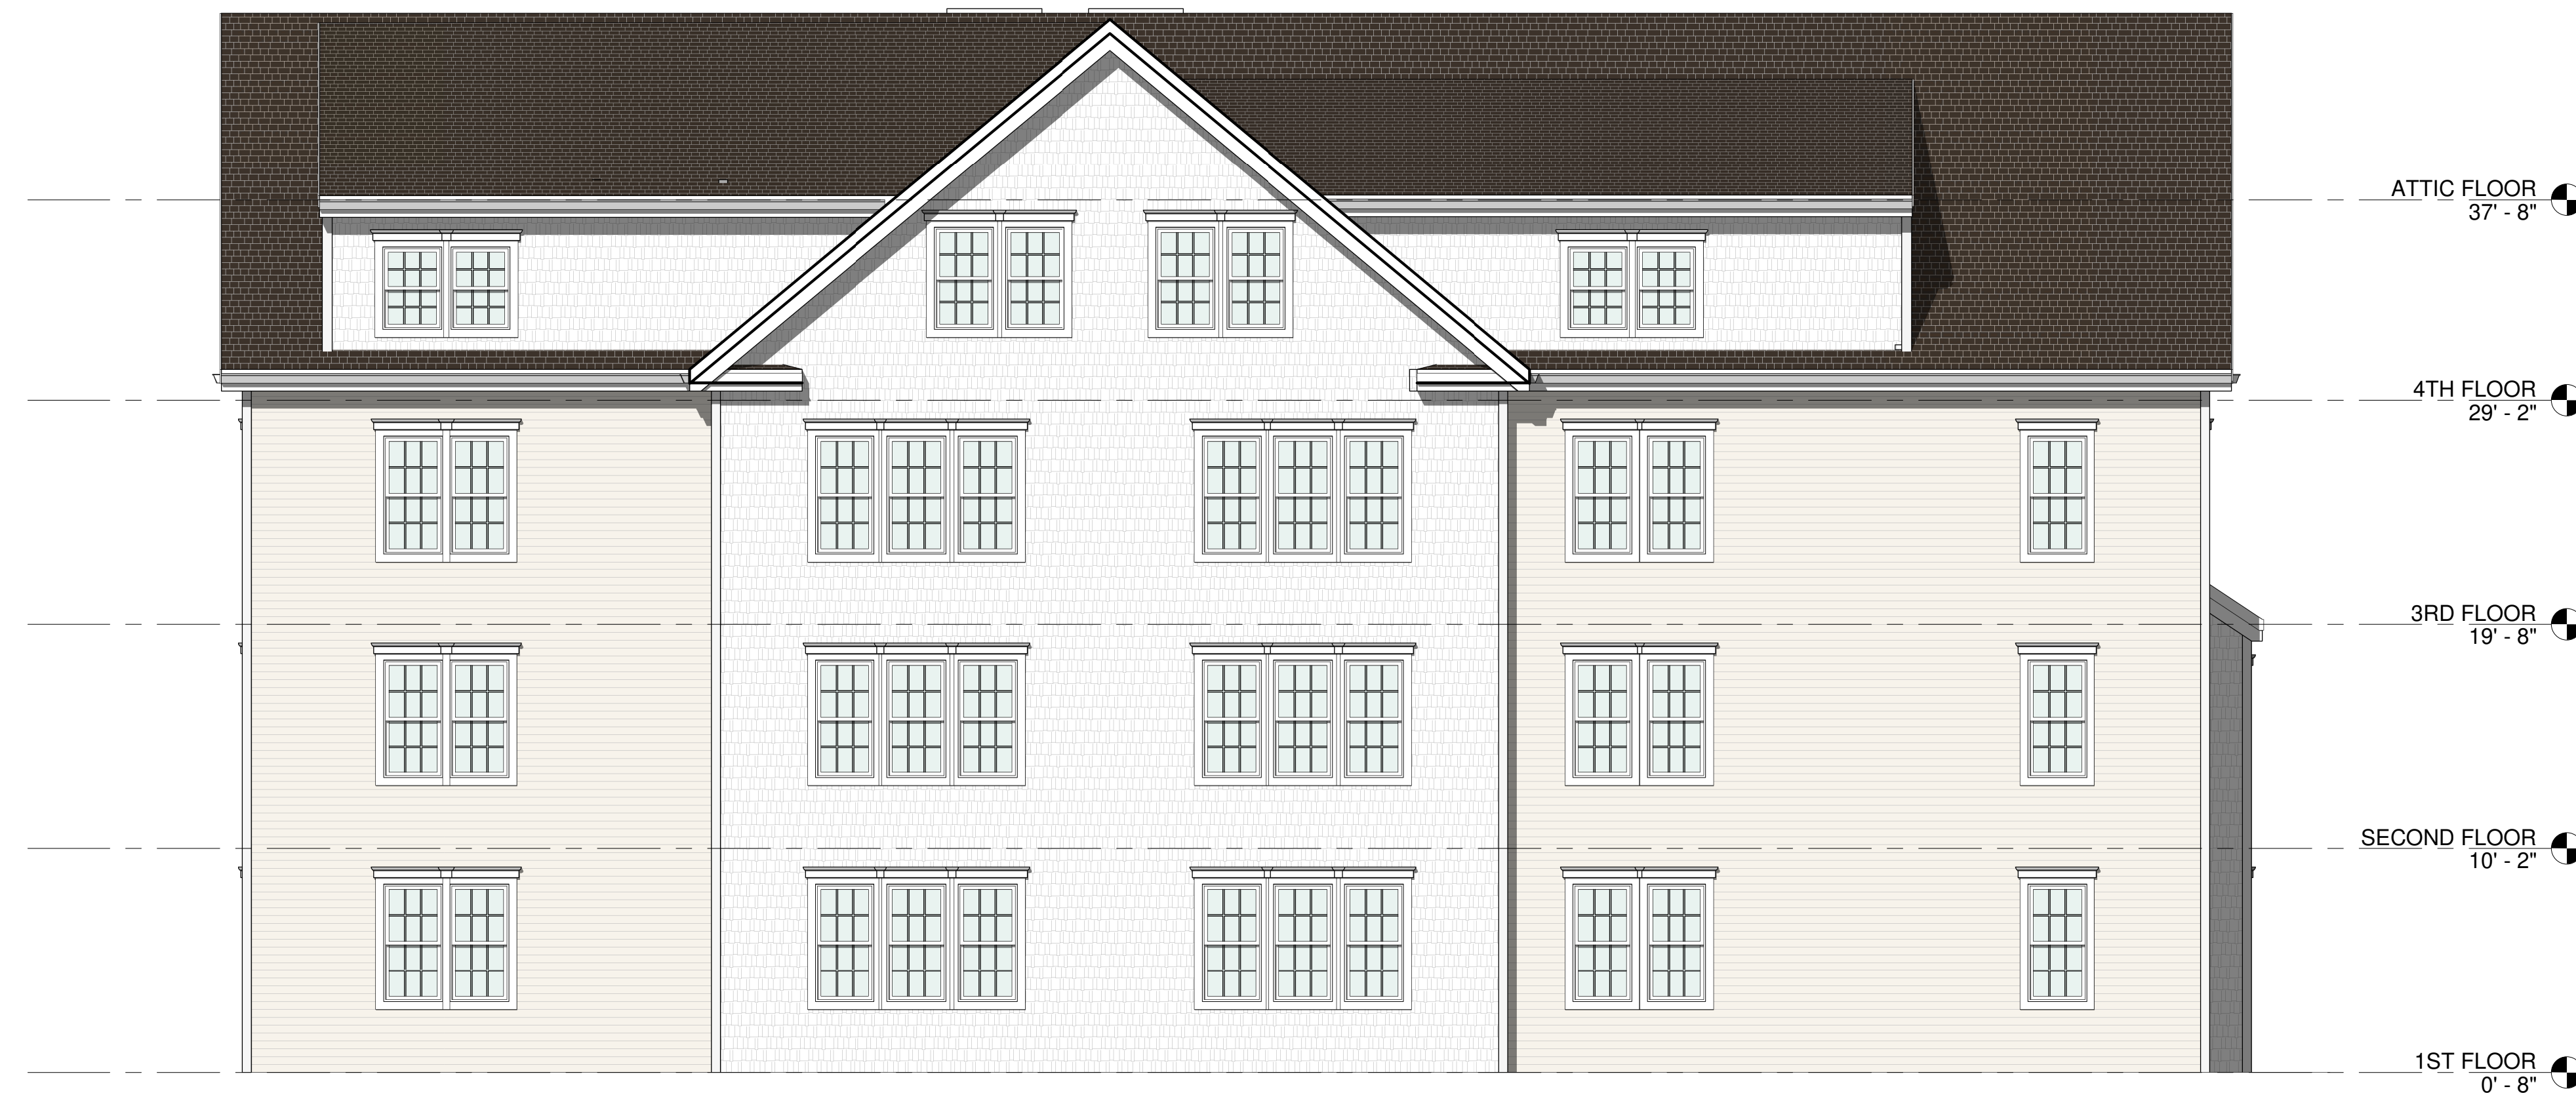 ATTIC FLOOR
37' - 8"
4TH FLOOR
29' - 2"
3RD FLOOR
19' - 8"
SECOND FLOOR
10' - 2"
1ST FLOOR
0' - 8"